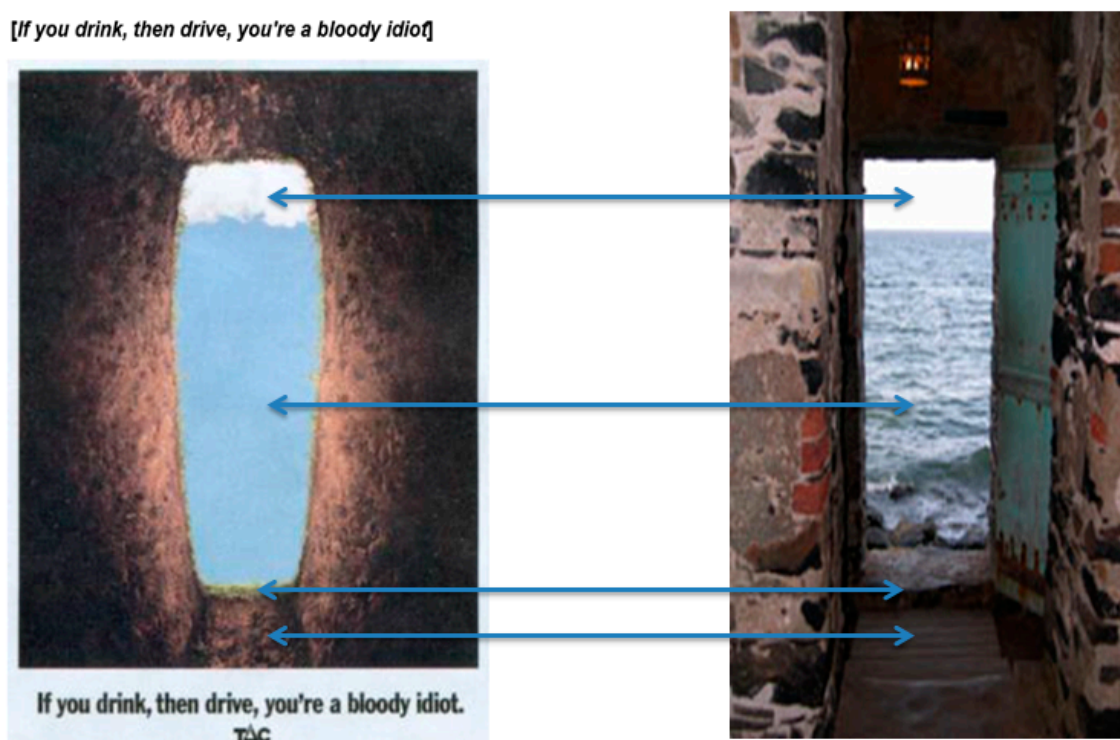 [If you drink, then drive, you're a bloody idiot]
If you drink, then drive, you're a bloody idiot.
TAC